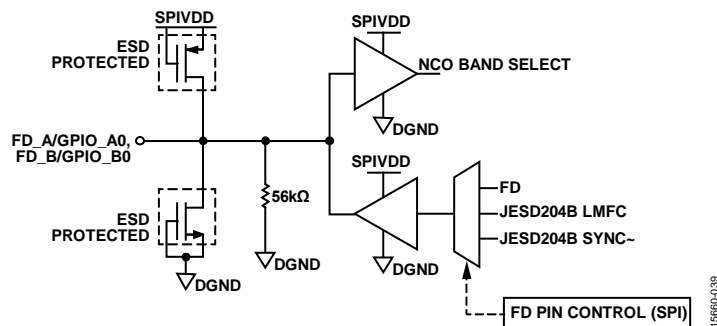 SPIVDD
ESD
PROTECTED
SPIVDD
NCO BAND SELECT
DGND
FD_A/GPIO_A0,
FD_B/GPIO_B0
SPIVDD
56kΩ
FD
JESD204B LMFC
JESD204B SYNC~
ESD
PROTECTED
DGND
DGND
DGND
FD PIN CONTROL (SPI)
15660-039